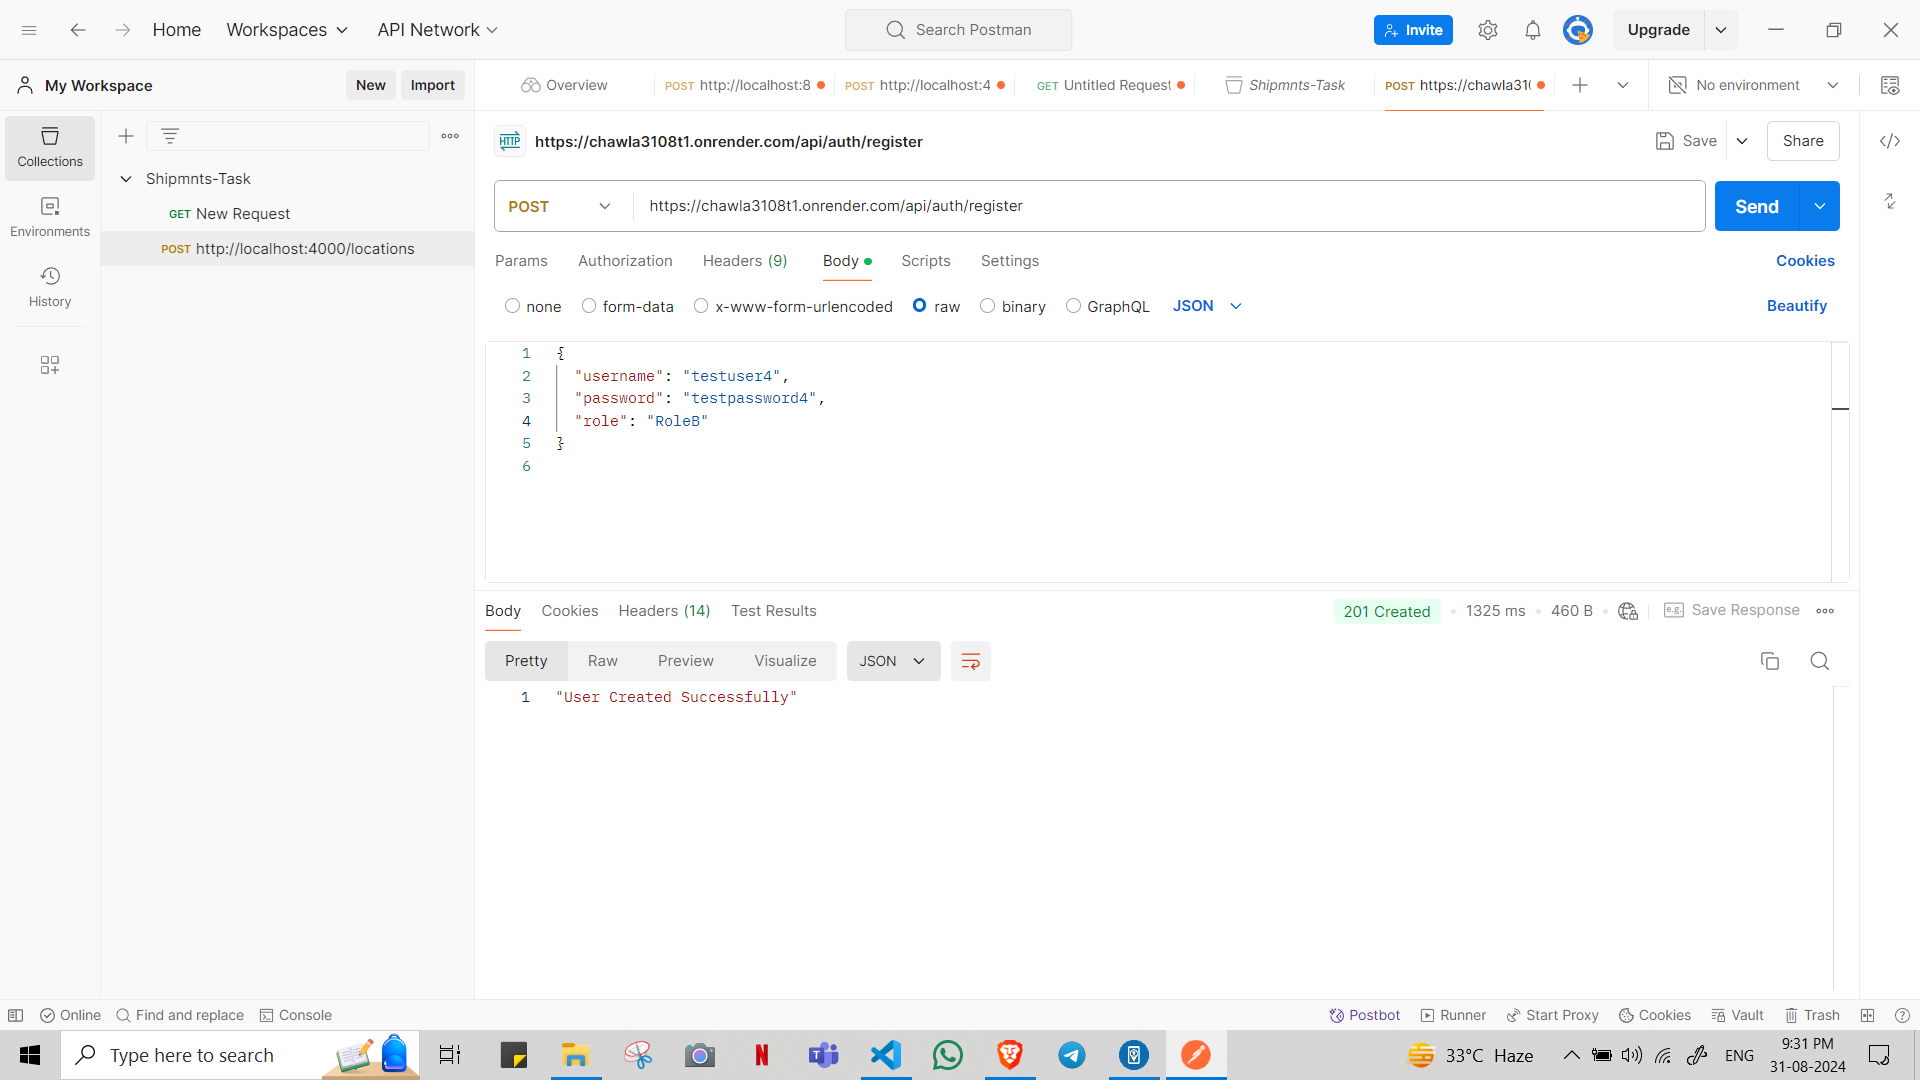 Home Workspaces API Network Search Postman Invite Upgrade
My Workspace New Import Overview POST http://localhost:8 POST http://localhost:4 GET Untitled Request Shipmnts-Task POST https://chawla310 No environment
Collections
Environments
History
Shipmnts-Task
GET New Request
POST http://localhost:4000/locations
HTTP https://chawla3108t1.onrender.com/api/auth/register Save Share
POST https://chawla3108t1.onrender.com/api/auth/register Send
Params Authorization Headers (9) Body Scripts Settings Cookies
none form-data x-www-form-urlencoded raw binary GraphQL JSON Beautify
1 {
2 "username": "testuser4",
3 "password": "testpassword4",
4 "role": "RoleB"
5 }
6
Body Cookies Headers (14) Test Results 201 Created 1325 ms 460 B e.g. Save Response
Pretty Raw Preview Visualize JSON
1 "User Created Successfully"
Online Find and replace Console Postbot Runner Start Proxy Cookies Vault Trash
Type here to search 33°C Haze ENG 9:31 PM
31-08-2024